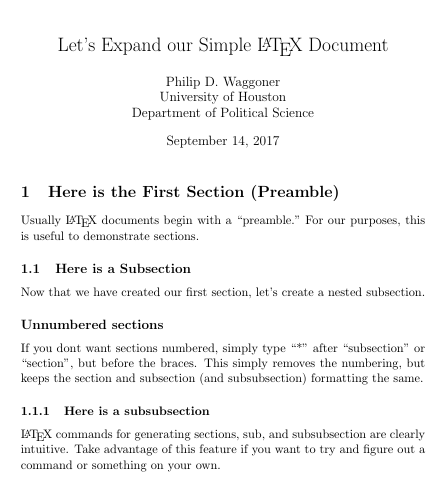 Let's Expand our Simple LATEX Document
Philip D. Waggoner
University of Houston
Department of Political Science
September 14, 2017
1 Here is the First Section (Preamble)
Usually LATEX documents begin with a “preamble.” For our purposes, this
is useful to demonstrate sections.
1.1 Here is a Subsection
Now that we have created our first section, let's create a nested subsection.
Unnumbered sections
If you dont want sections numbered, simply type “*” after “subsection” or
“section”, but before the braces. This simply removes the numbering, but
keeps the section and subsection (and subsubsection) formatting the same.
1.1.1 Here is a subsubsection
LATEX commands for generating sections, sub, and subsubsection are clearly
intuitive. Take advantage of this feature if you want to try and figure out a
command or something on your own.